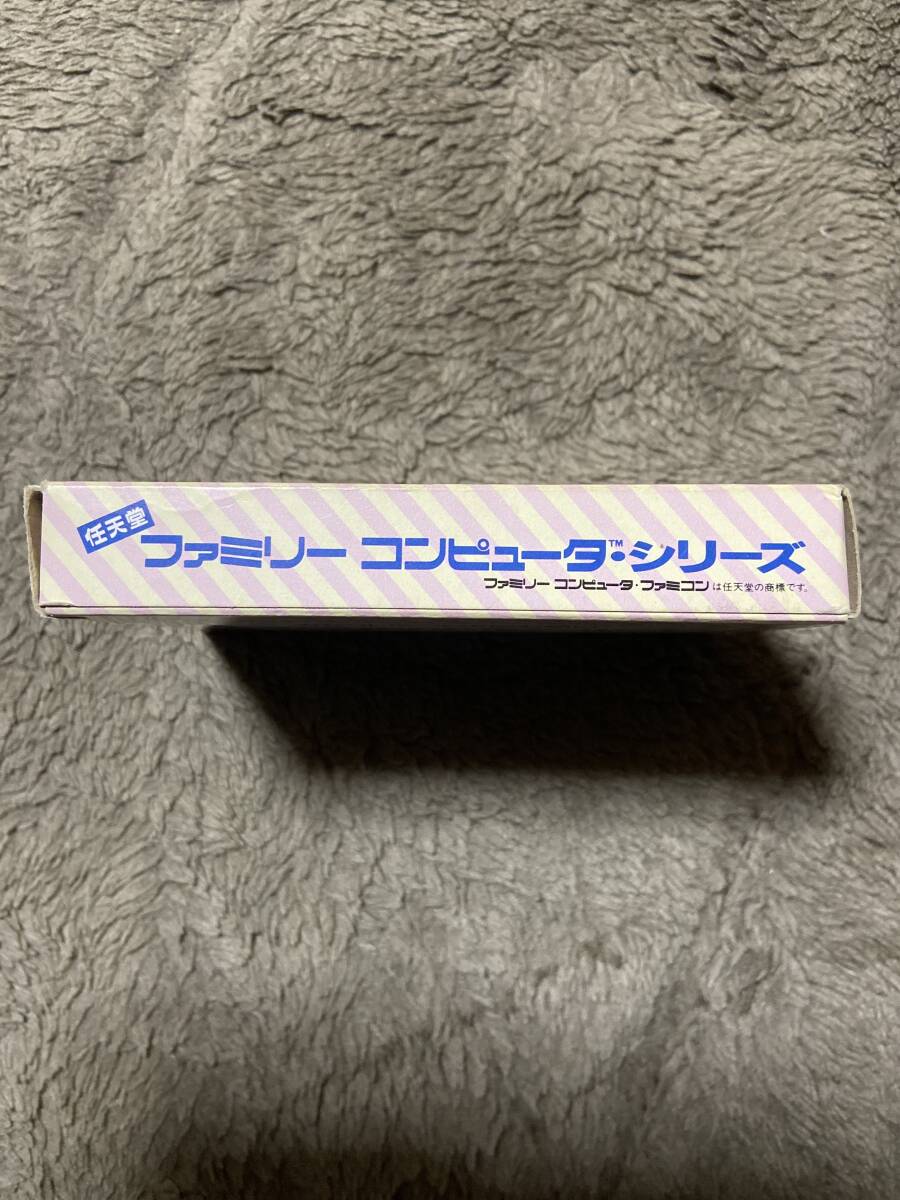 任天堂
ファミリー コンピュータ™・シリーズ
ファミリー コンピュータ・ファミコンは任天堂の商標です。